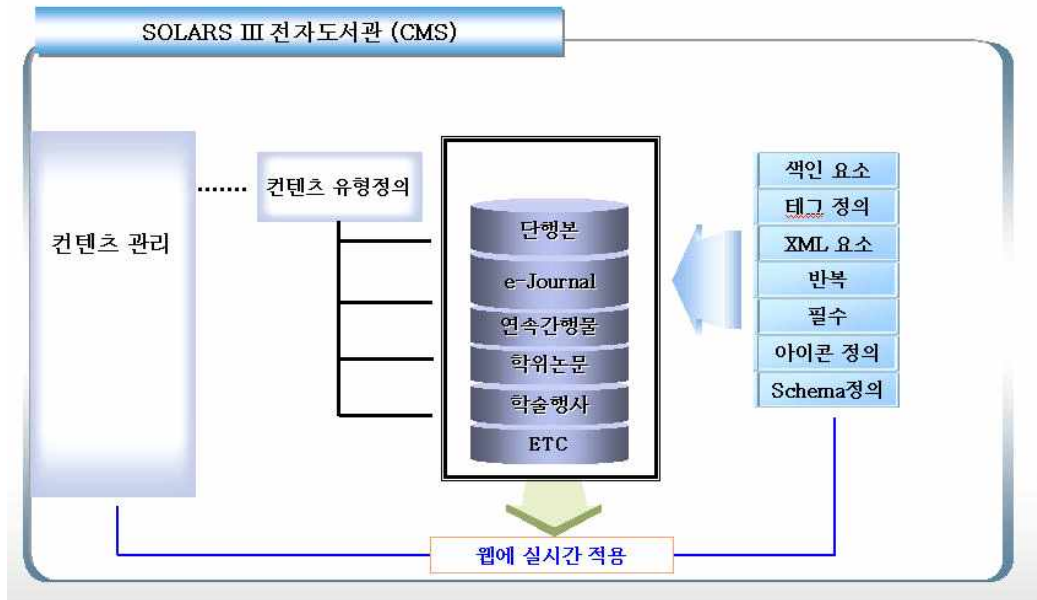 SOLARS III 전자도서관 (CMS)
컨텐츠 관리
컨텐츠 유형정의
단행본
e-Journal
연속간행물
학위논문
학술행사
ETC
색인 요소
테그 정의
XML 요소
반복
필수
아이콘 정의
Schema정의
웹에 실시간 적용